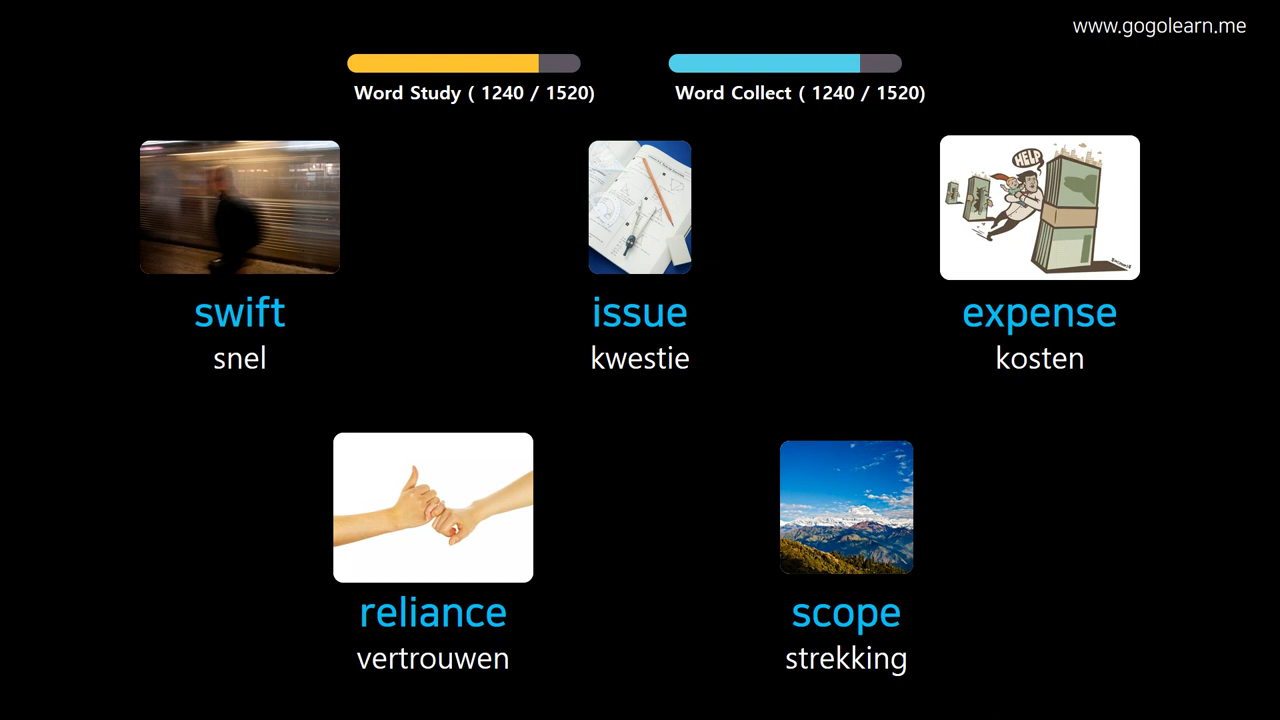 www.gogolearn.me
Word Study ( 1240 / 1520)
Word Collect ( 1240 / 1520)
HELP
swift
issue
expense
snel
kwestie
kosten
reliance
scope
vertrouwen
strekking